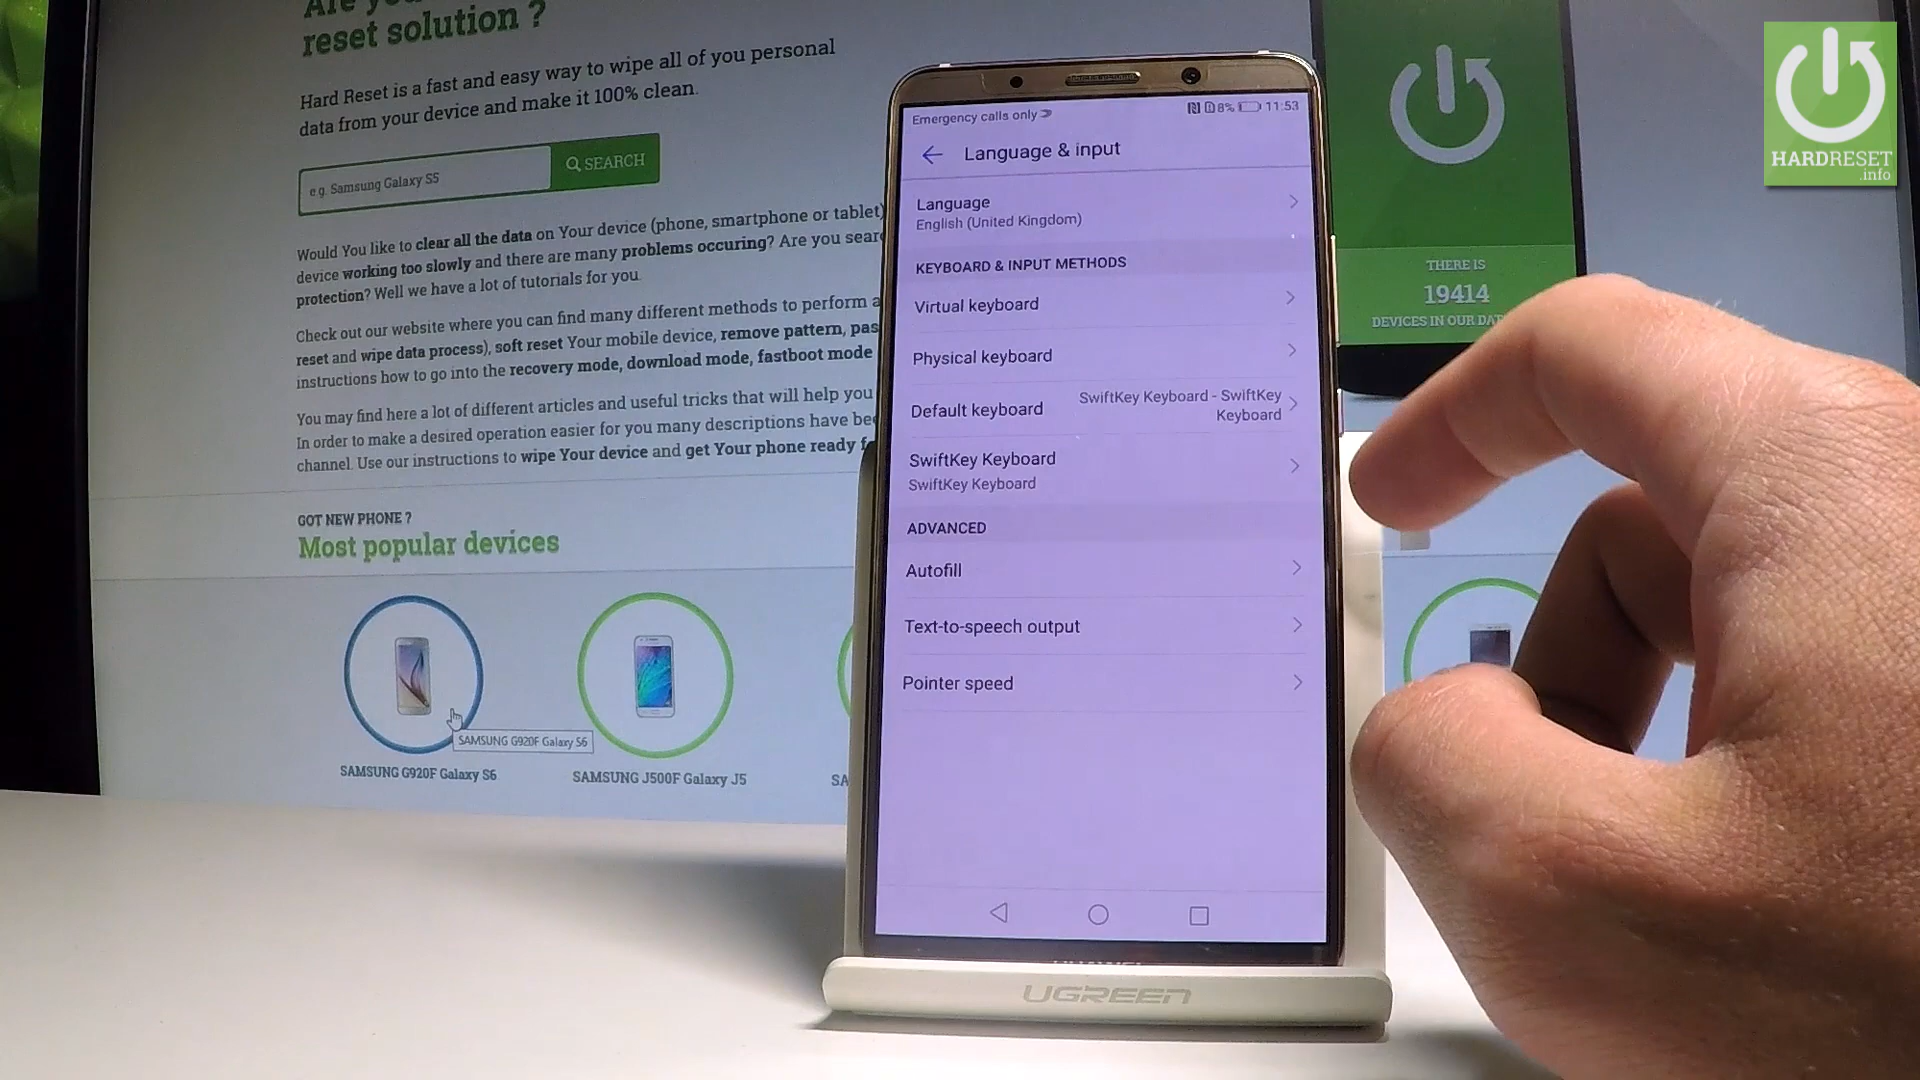 Are you
reset solution ?
Hard Reset is a fast and easy way to wipe all of you personal
data from your device and make it 100% clean.
e.g. Samsung Galaxy S5
SEARCH
Would You like to clear all the data on Your device (phone, smartphone or tablet)
device working too slowly and there are many problems occuring? Are you
protection? Well we have a lot of tutorials for you.
Check out our website where you can find many different methods to perform a
reset and wipe data process), soft reset Your mobile device, remove pattern,
instructions how to go into the recovery mode, download mode, fastboot mode
You may find here a lot of different articles and useful tricks that will help you
In order to make a desired operation easier for you many descriptions have
channel. Use our instructions to wipe Your device and get Your phone ready
GOT NEW PHONE ?
Most popular devices
SAMSUNG G920F Galaxy S6
SAMSUNG G920F Galaxy S6
SAMSUNG J500F Galaxy J5
SA
Emergency calls only
8% 11:53
Language & input
Language
English (United Kingdom)
KEYBOARD & INPUT METHODS
Virtual keyboard
Physical keyboard
Default keyboard
SwiftKey Keyboard - SwiftKey
Keyboard
SwiftKey Keyboard
SwiftKey Keyboard
ADVANCED
Autofill
Text-to-speech output
Pointer speed
UGREEN
THERE IS
19414
DEVICES IN OUR
HARDRESET
.info